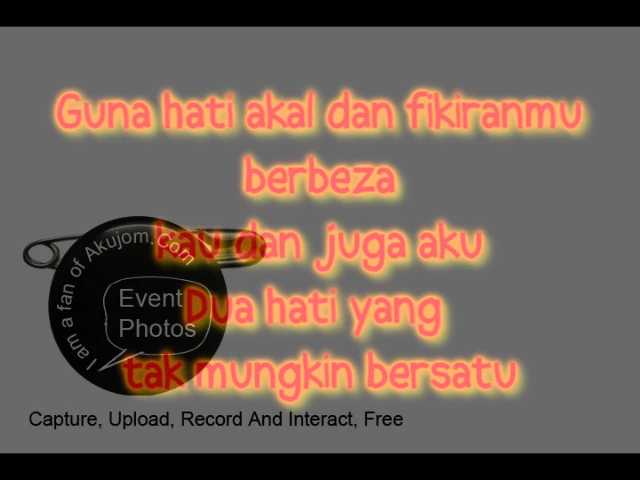 Guna hati akal dan fikiranmu
berbeza
kau dan juga aku
Dua hati yang
tak mungkin bersatu
I am a fan of Akujom.Com
Event
Photos
Capture, Upload, Record And Interact, Free